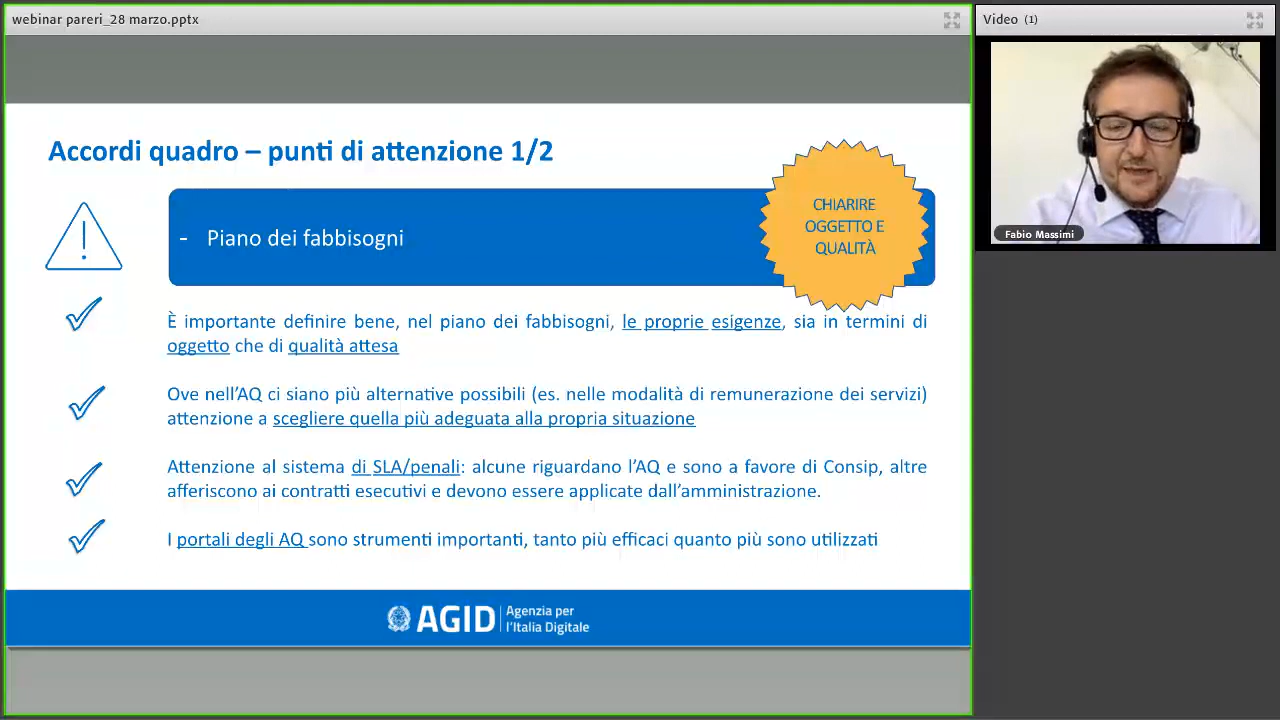 webinar pareri_28 marzo.pptx
Video (1)
Fabio Massimi
Accordi quadro – punti di attenzione 1/2
CHIARIRE
OGGETTO E
QUALITÀ
- Piano dei fabbisogni
È importante definire bene, nel piano dei fabbisogni, le proprie esigenze, sia in termini di
oggetto che di qualità attesa
Ove nell'AQ ci siano più alternative possibili (es. nelle modalità di remunerazione dei servizi)
attenzione a scegliere quella più adeguata alla propria situazione
Attenzione al sistema di SLA/penali: alcune riguardano l'AQ e sono a favore di Consip, altre
afferiscono ai contratti esecutivi e devono essere applicate dall'amministrazione.
I portali degli AQ sono strumenti importanti, tanto più efficaci quanto più sono utilizzati
AGID
Agenzia per
l'Italia Digitale